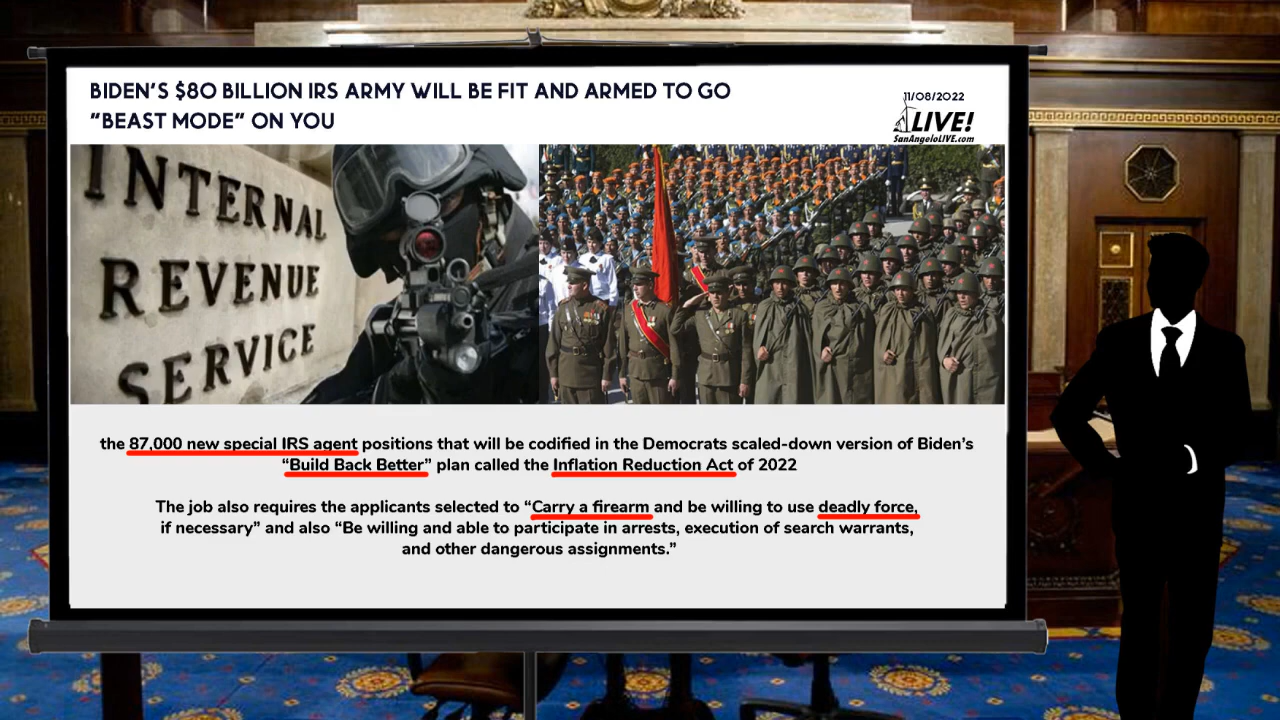 BIDEN'S $80 BILLION IRS ARMY WILL BE FIT AND ARMED TO GO
"BEAST MODE" ON YOU
11/08/2022
LIVE!
SanAngeloLIVE.com
INTERNAL
REVENUE
SERVICE
the 87,000 new special IRS agent positions that will be codified in the Democrats scaled-down version of Biden's
"Build Back Better" plan called the Inflation Reduction Act of 2022
The job also requires the applicants selected to "Carry a firearm and be willing to use deadly force,
if necessary" and also "Be willing and able to participate in arrests, execution of search warrants,
and other dangerous assignments."